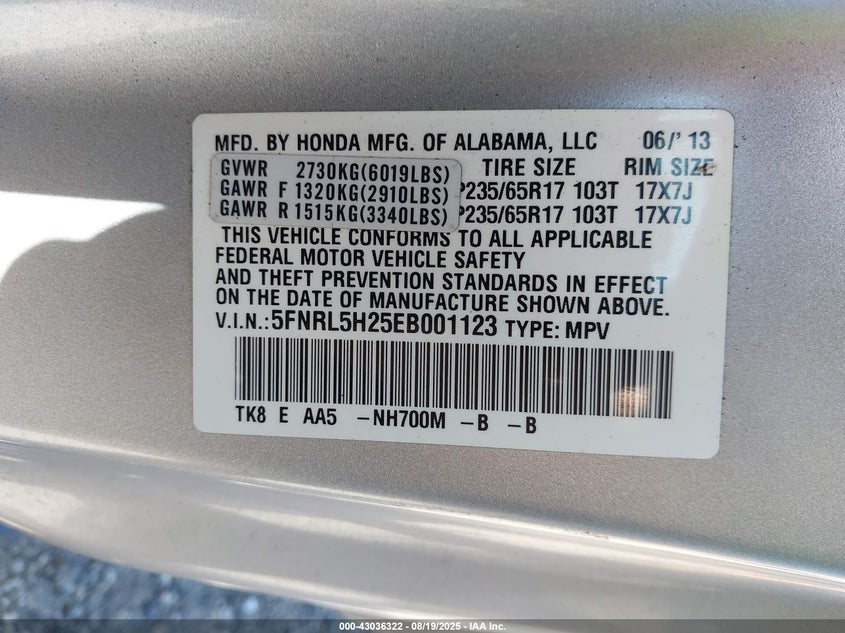 MFD. BY HONDA MFG. OF ALABAMA, LLC 06/' 13
GVWR 2730KG(6019LBS) TIRE SIZE RIM SIZE
GAWR F 1320KG(2910LBS) P235/65R17 103T 17X7J
GAWR R 1515KG(3340LBS) P235/65R17 103T 17X7J
THIS VEHICLE CONFORMS TO ALL APPLICABLE
FEDERAL MOTOR VEHICLE SAFETY
AND THEFT PREVENTION STANDARDS IN EFFECT
ON THE DATE OF MANUFACTURE SHOWN ABOVE.
V.I.N.:5FNRL5H25EB001123 TYPE: MPV
TK8 E AA5 -NH700M -B -B
000-43036322 - 08/19/2025 - IAA Inc.